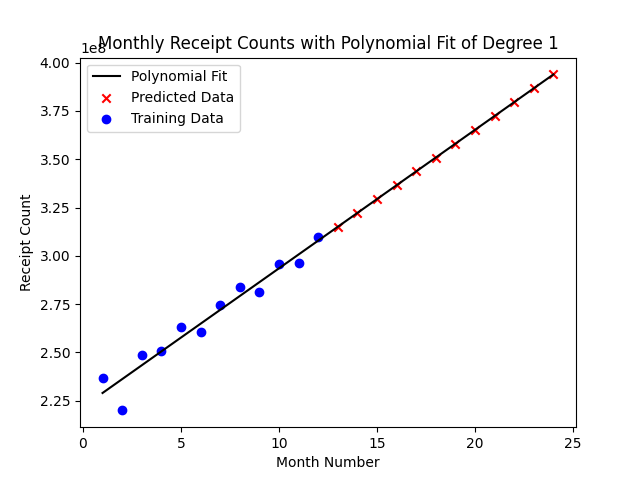 Monthly Receipt Counts with Polynomial Fit of Degree 1
1e8
Polynomial Fit
Predicted Data
Training Data
4.00
3.75
3.50
3.25
3.00
2.75
2.50
2.25
Receipt Count
0 5 10 15 20 25
Month Number